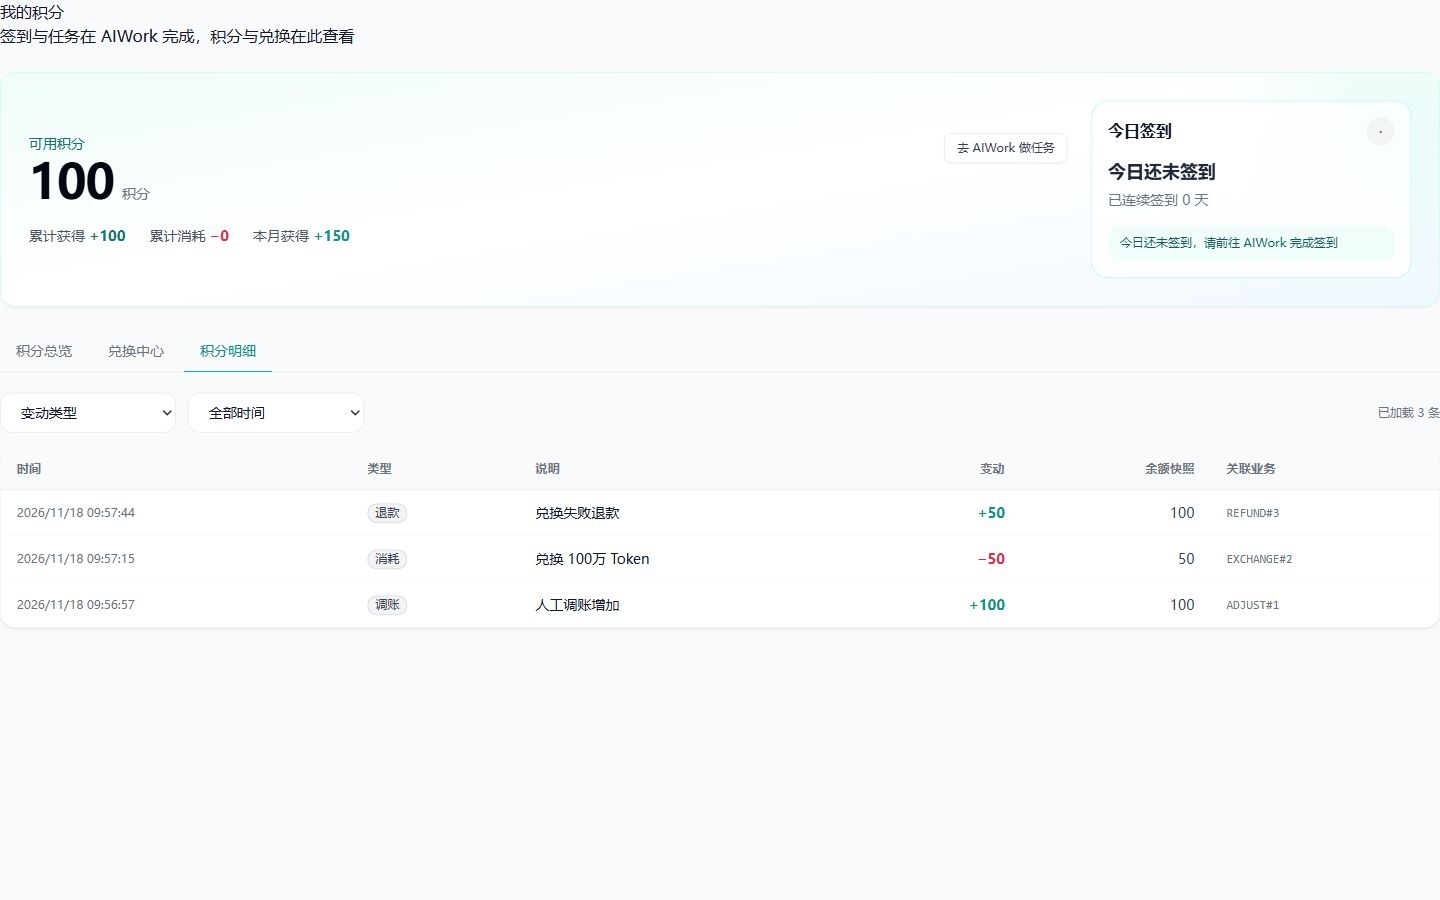 我的积分
签到与任务在 AIWork 完成，积分与兑换在此查看
可用积分
100 积分
累计获得 +100 累计消耗 −0 本月获得 +150
去 AIWork 做任务
今日签到
·
今日还未签到
已连续签到 0 天
今日还未签到，请前往 AIWork 完成签到
积分总览 兑换中心 积分明细
变动类型 全部时间 已加载 3 条
时间 类型 说明 变动 余额快照 关联业务
2026/11/18 09:57:44 退款 兑换失败退款 +50 100 REFUND#3
2026/11/18 09:57:15 消耗 兑换 100万 Token −50 50 EXCHANGE#2
2026/11/18 09:56:57 调账 人工调账增加 +100 100 ADJUST#1